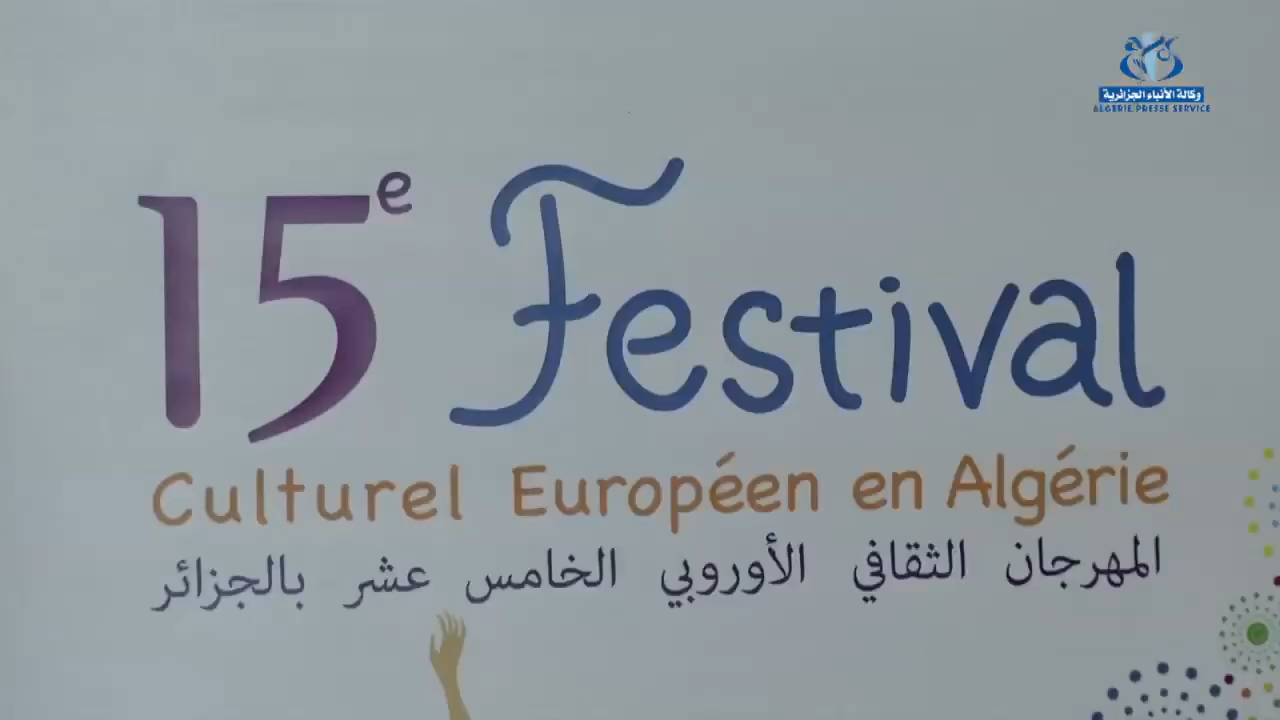 وكالة الأنباء الجزائرية
ALGERIE PRESSE SERVICE
15e Festival
Culturel Européen en Algérie
المهرجان الثقافي الأوروبي الخامس عشر بالجزائر